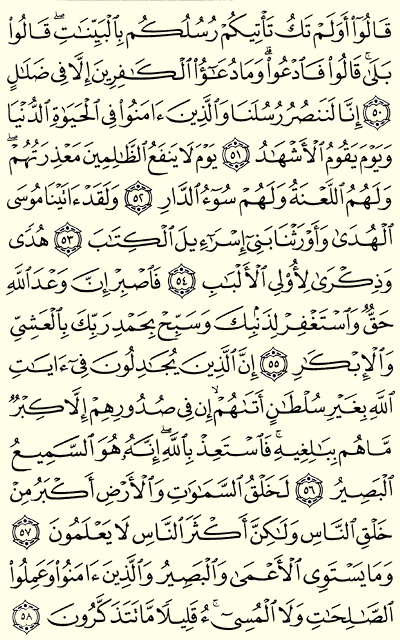 قَالُوٓا۟ أَوَلَمْ تَكُ تَأْتِيكُمْ رُسُلُكُم بِٱلْبَيِّنَـٰتِ ۖ قَالُوا۟
بَلَىٰ ۚ قَالُوا۟ فَٱدْعُوا۟ ۗ وَمَا دُعَـٰٓؤُا۟ ٱلْكَـٰفِرِينَ إِلَّا فِى ضَلَـٰلٍ
۝٥٠ إِنَّا لَنَنصُرُ رُسُلَنَا وَٱلَّذِينَ ءَامَنُوا۟ فِى ٱلْحَيَوٰةِ ٱلدُّنْيَا
وَيَوْمَ يَقُومُ ٱلْأَشْهَـٰدُ ۝٥١ يَوْمَ لَا يَنفَعُ ٱلظَّـٰلِمِينَ مَعْذِرَتُهُمْ ۖ
وَلَهُمُ ٱللَّعْنَةُ وَلَهُمْ سُوٓءُ ٱلدَّارِ ۝٥٢ وَلَقَدْ ءَاتَيْنَا مُوسَى
ٱلْهُدَىٰ وَأَوْرَثْنَا بَنِىٓ إِسْرَٰٓءِيلَ ٱلْكِتَـٰبَ ۝٥٣ هُدًى
وَذِكْرَىٰ لِأُو۟لِى ٱلْأَلْبَـٰبِ ۝٥٤ فَٱصْبِرْ إِنَّ وَعْدَ ٱللَّهِ
حَقٌّ وَٱسْتَغْفِرْ لِذَنۢبِكَ وَسَبِّحْ بِحَمْدِ رَبِّكَ بِٱلْعَشِىِّ
وَٱلْإِبْكَـٰرِ ۝٥٥ إِنَّ ٱلَّذِينَ يُجَـٰدِلُونَ فِىٓ ءَايَـٰتِ
ٱللَّهِ بِغَيْرِ سُلْطَـٰنٍ أَتَىٰهُمْ ۙ إِن فِى صُدُورِهِمْ إِلَّا كِبْرٌ
مَّا هُم بِبَـٰلِغِيهِ ۚ فَٱسْتَعِذْ بِٱللَّهِ ۖ إِنَّهُۥ هُوَ ٱلسَّمِيعُ
ٱلْبَصِيرُ ۝٥٦ لَخَلْقُ ٱلسَّمَـٰوَٰتِ وَٱلْأَرْضِ أَكْبَرُ مِنْ
خَلْقِ ٱلنَّاسِ وَلَـٰكِنَّ أَكْثَرَ ٱلنَّاسِ لَا يَعْلَمُونَ ۝٥٧
وَمَا يَسْتَوِى ٱلْأَعْمَىٰ وَٱلْبَصِيرُ وَٱلَّذِينَ ءَامَنُوا۟ وَعَمِلُوا۟
ٱلصَّـٰلِحَـٰتِ وَلَا ٱلْمُسِىٓءُ ۚ قَلِيلًا مَّا تَتَذَكَّرُونَ ۝٥٨